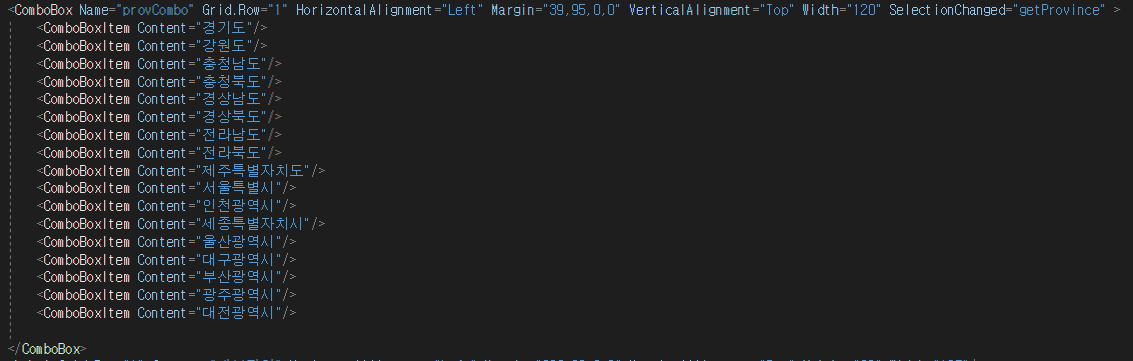 <ComboBox Name="provCombo" Grid.Row="1" HorizontalAlignment="Left" Margin="39,95,0,0" VerticalAlignment="Top" Width="120" SelectionChanged="getProvince" >
<ComboBoxItem Content="경기도"/>
<ComboBoxItem Content="강원도"/>
<ComboBoxItem Content="충청남도"/>
<ComboBoxItem Content="충청북도"/>
<ComboBoxItem Content="경상남도"/>
<ComboBoxItem Content="경상북도"/>
<ComboBoxItem Content="전라남도"/>
<ComboBoxItem Content="전라북도"/>
<ComboBoxItem Content="제주특별자치도"/>
<ComboBoxItem Content="서울특별시"/>
<ComboBoxItem Content="인천광역시"/>
<ComboBoxItem Content="세종특별자치시"/>
<ComboBoxItem Content="울산광역시"/>
<ComboBoxItem Content="대구광역시"/>
<ComboBoxItem Content="부산광역시"/>
<ComboBoxItem Content="광주광역시"/>
<ComboBoxItem Content="대전광역시"/>
</ComboBox>